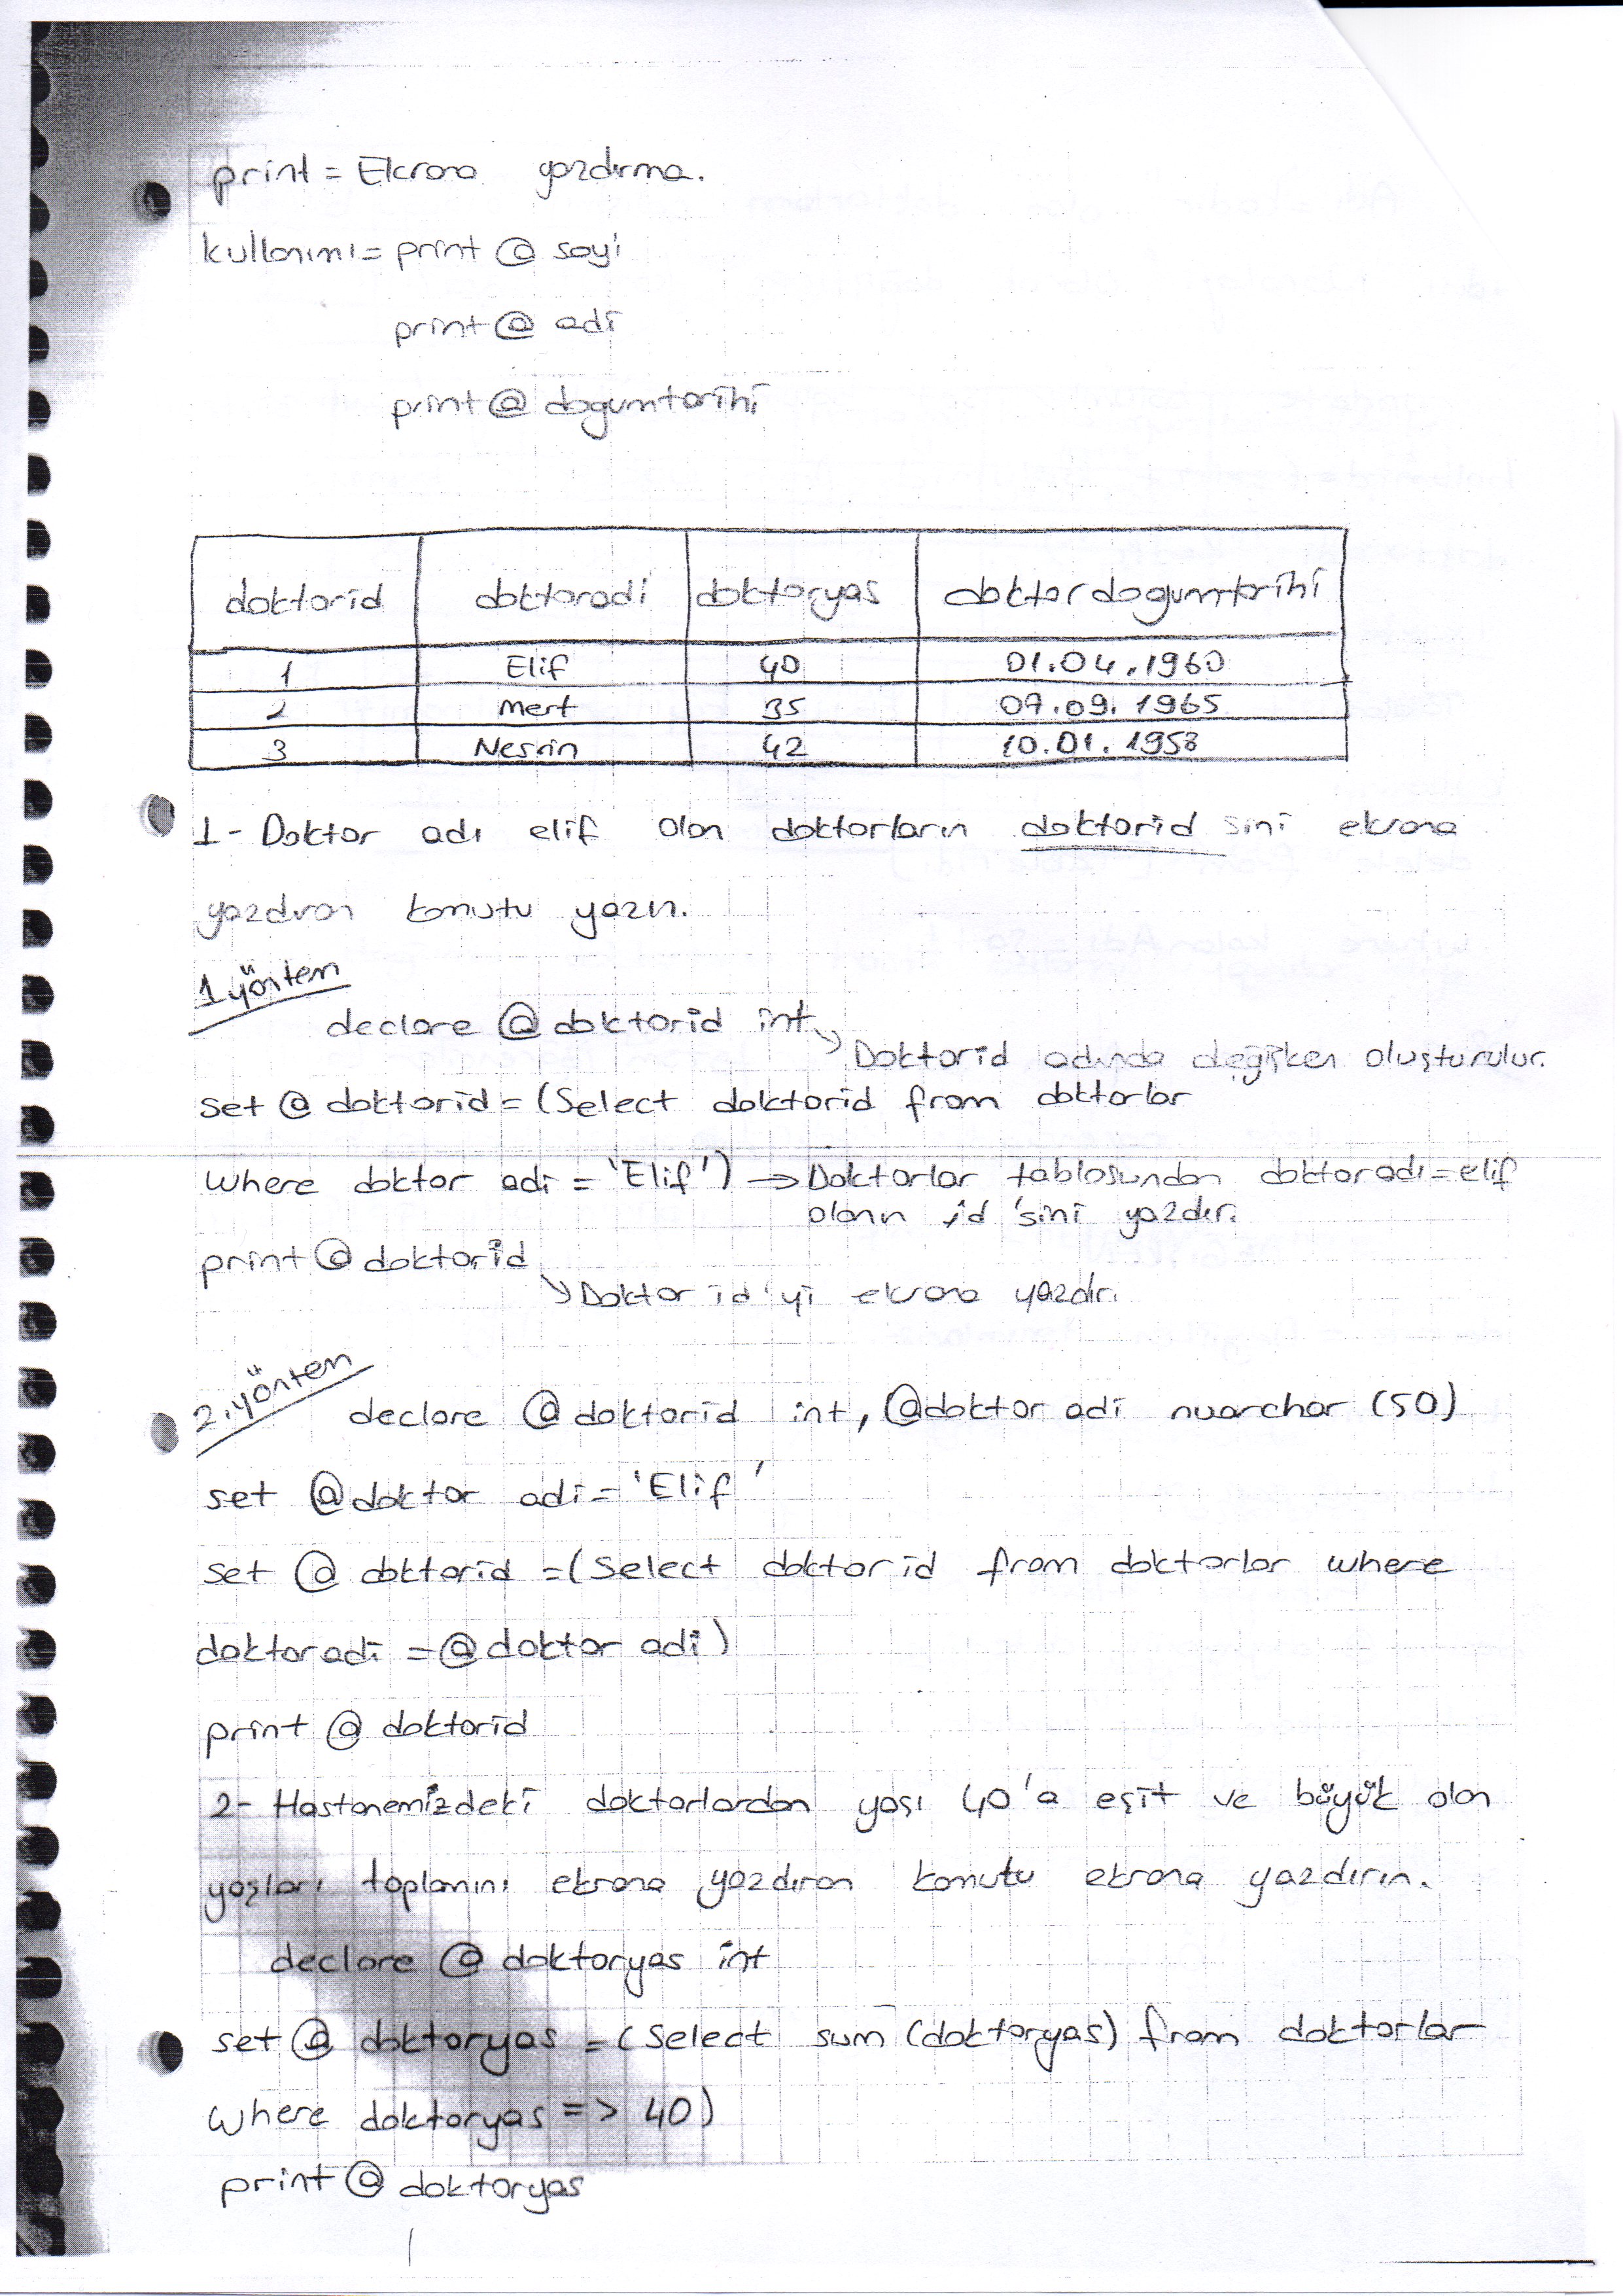 print = Ekrana yazdırma.
kullanımı = print @ sayi
print @ adi
print @ dogumtarihi
doktorid doktoradi doktoryas doktordogumtarihi
1 Elif 40 01.04.1960
2 Mert 35 07.09.1965
3 Nesrin 42 10.01.1958
1- Doktor adı elif olan doktorların doktorid sini ekrana
yazdıran komutu yazın.
1 yöntem
declare @ doktorid int
Doktorid adında değişken oluşturulur.
set @ doktorid = (Select doktorid from doktorlar
where doktor adi = 'Elif') → Doktorlar tablosundan doktoradı = elif
olanın id 'sini yazdır.
print @ doktorid
Doktor id'yi ekrana yazdır.
2. yöntem
declare @ doktorid int, @doktor adi nvarchar (50)
set @doktor adi = 'Elif'
set @ doktorid = (Select doktor id from doktorlar where
doktoradi = @ doktor adi)
print @ doktorid
2- Hastanemizdeki doktorlardan yaşı 40'a eşit ve büyük olan
yaşları toplamını ekrana yazdıran komutu ekrana yazdırın.
declare @ doktoryas int
set @ doktoryas = (Select sum (doktoryas) from doktorlar
where doktoryas => 40)
print @ doktoryas